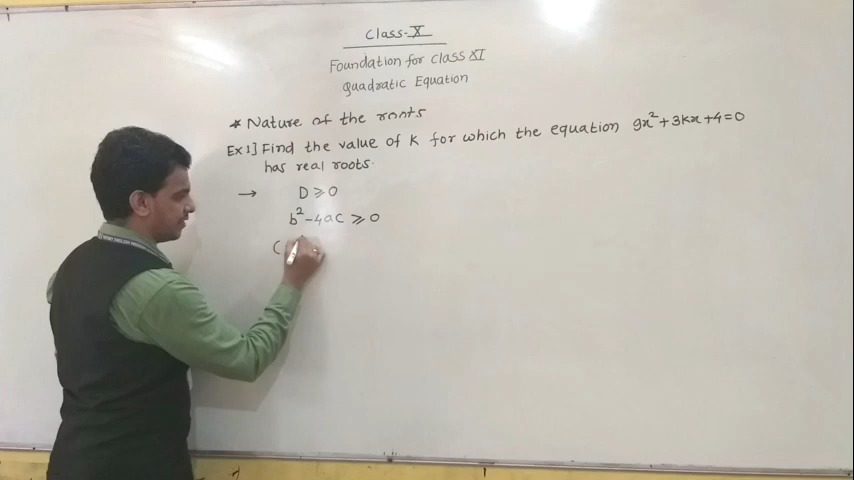 Class-X
Foundation for class XI
Quadratic Equation
* Nature of the roots
Ex 1] Find the value of K for which the equation 9x²+3kx+4=0
has real roots.
→ D ≥ 0
b²-4ac ≥ 0
(